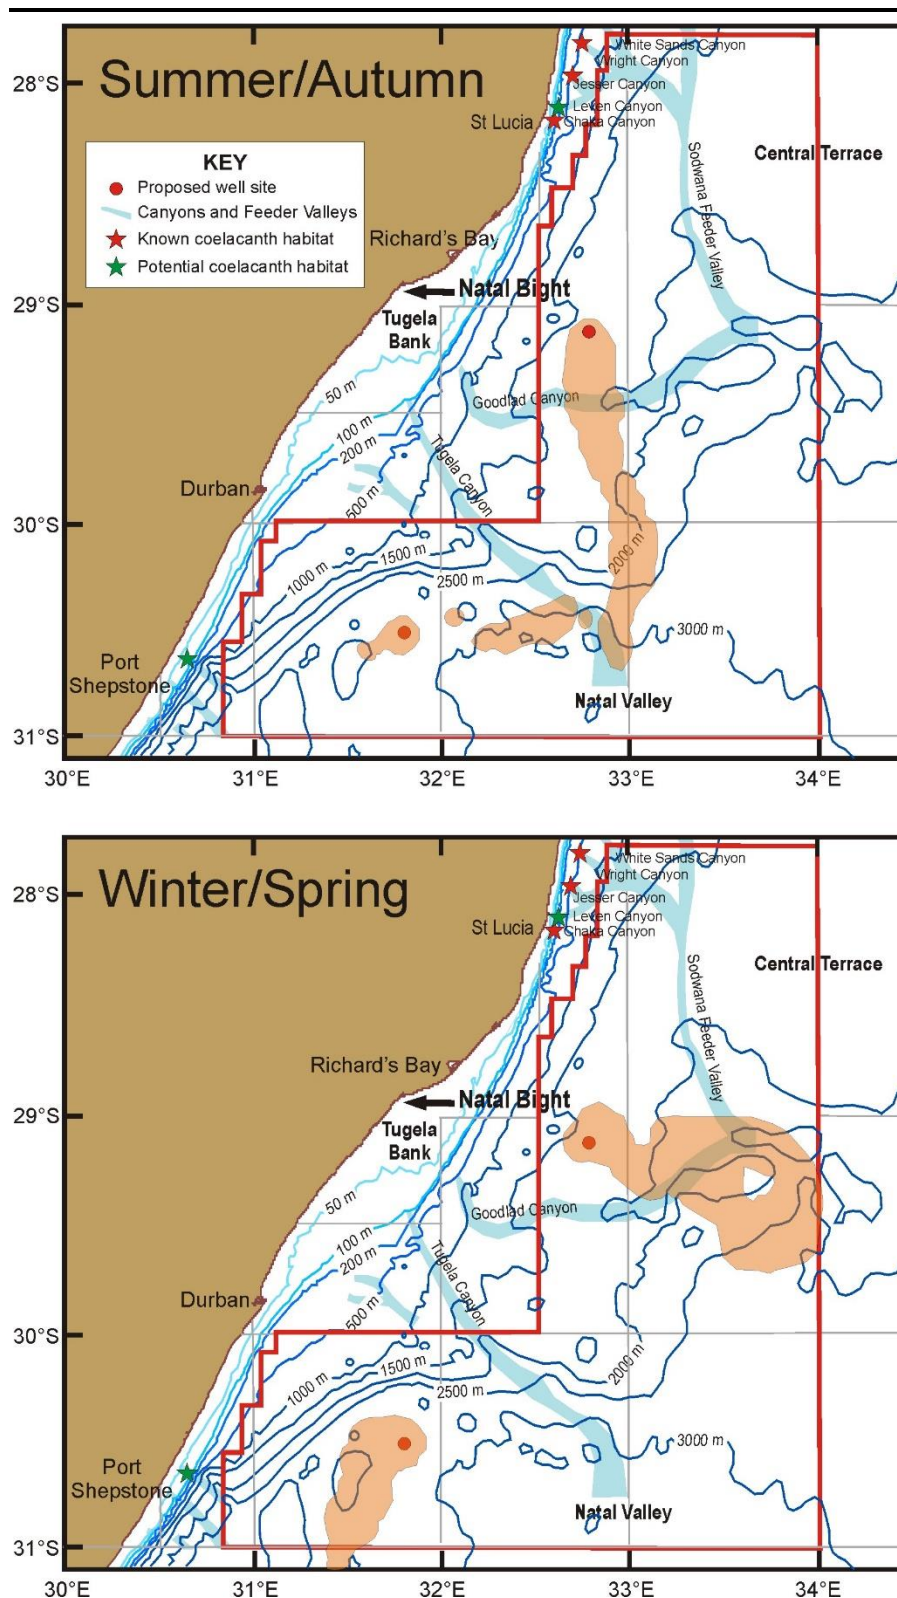 Summer/Autumn
28°S
29°S
30°S
31°S
30°E
31°E
32°E
33°E
34°E
White Sands Canyon
Wright Canyon
Jesser Canyon
Leven Canyon
St Lucia
Chaka Canyon
Central Terrace
Sodwana Feeder Valley
KEY
Proposed well site
Canyons and Feeder Valleys
Known coelacanth habitat
Potential coelacanth habitat
Richard's Bay
Natal Bight
Tugela
Bank
50 m
100 m
200 m
Goodlad Canyon
Tugela Canyon
Durban
500 m
1000 m
1500 m
2500 m
2000 m
3000 m
Port
Shepstone
Natal Valley
Winter/Spring
28°S
29°S
30°S
31°S
30°E
31°E
32°E
33°E
34°E
White Sands Canyon
Wright Canyon
Jesser Canyon
Leven Canyon
St Lucia
Chaka Canyon
Central Terrace
Sodwana Feeder Valley
Richard's Bay
Natal Bight
Tugela
Bank
50 m
100 m
200 m
Goodlad Canyon
Tugela Canyon
Durban
500 m
1000 m
1500 m
2500 m
2000 m
3000 m
Port
Shepstone
Natal Valley